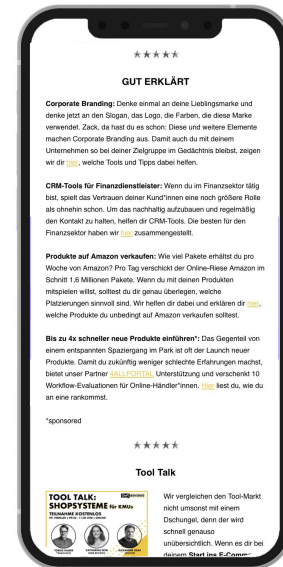 GUT ERKLÄRT
Corporate Branding: Denke einmal an deine Lieblingsmarke und
denke jetzt an den Slogan, das Logo, die Farben, die diese Marke
verwendet. Zack, da hast du es schon: Diese und weitere Elemente
machen Corporate Branding aus. Damit auch du mit deinem
Unternehmen so bei deiner Zielgruppe im Gedächtnis bleibst, zeigen
wir dir hier, welche Tools und Tipps dabei helfen.
CRM-Tools für Finanzdienstleister: Wenn du im Finanzsektor tätig
bist, spielt das Vertrauen deiner Kund*innen eine noch größere Rolle
als ohnehin schon. Um das nachhaltig aufzubauen und regelmäßig
den Kontakt zu halten, helfen dir CRM-Tools. Die besten für den
Finanzsektor haben wir hier zusammengestellt.
Produkte auf Amazon verkaufen: Wie viel Pakete erhältst du pro
Woche von Amazon? Pro Tag verschickt der Online-Riese Amazon im
Schnitt 1,6 Millionen Pakete. Wenn du mit deinen Produkten
mitspielen willst, solltest du dir genau überlegen, welche
Platzierungen sinnvoll sind. Wir helfen dir dabei und erklären dir hier,
welche Produkte du unbedingt auf Amazon verkaufen solltest.
Bis zu 4x schneller neue Produkte einführen*: Das Gegenteil von
einem entspannten Spaziergang im Park ist oft der Launch neuer
Produkte. Damit du zukünftig weniger schlechte Erfahrungen machst,
bietet unser Partner 4ALLPORTAL Unterstützung und verschenkt 10
Workflow-Evaluationen für Online-Händler*innen. Hier liest du, wie du
an eine rankommst.
*sponsored
Tool Talk
TOOL TALK:
SHOPSYSTEME für KMUs
TEILNAHME KOSTENLOS
Wir vergleichen den Tool-Markt
nicht umsonst mit einem
Dschungel, denn der wird
schnell genauso
unübersichtlich. Wenn es dir bei
deinem Start ins E-Comm